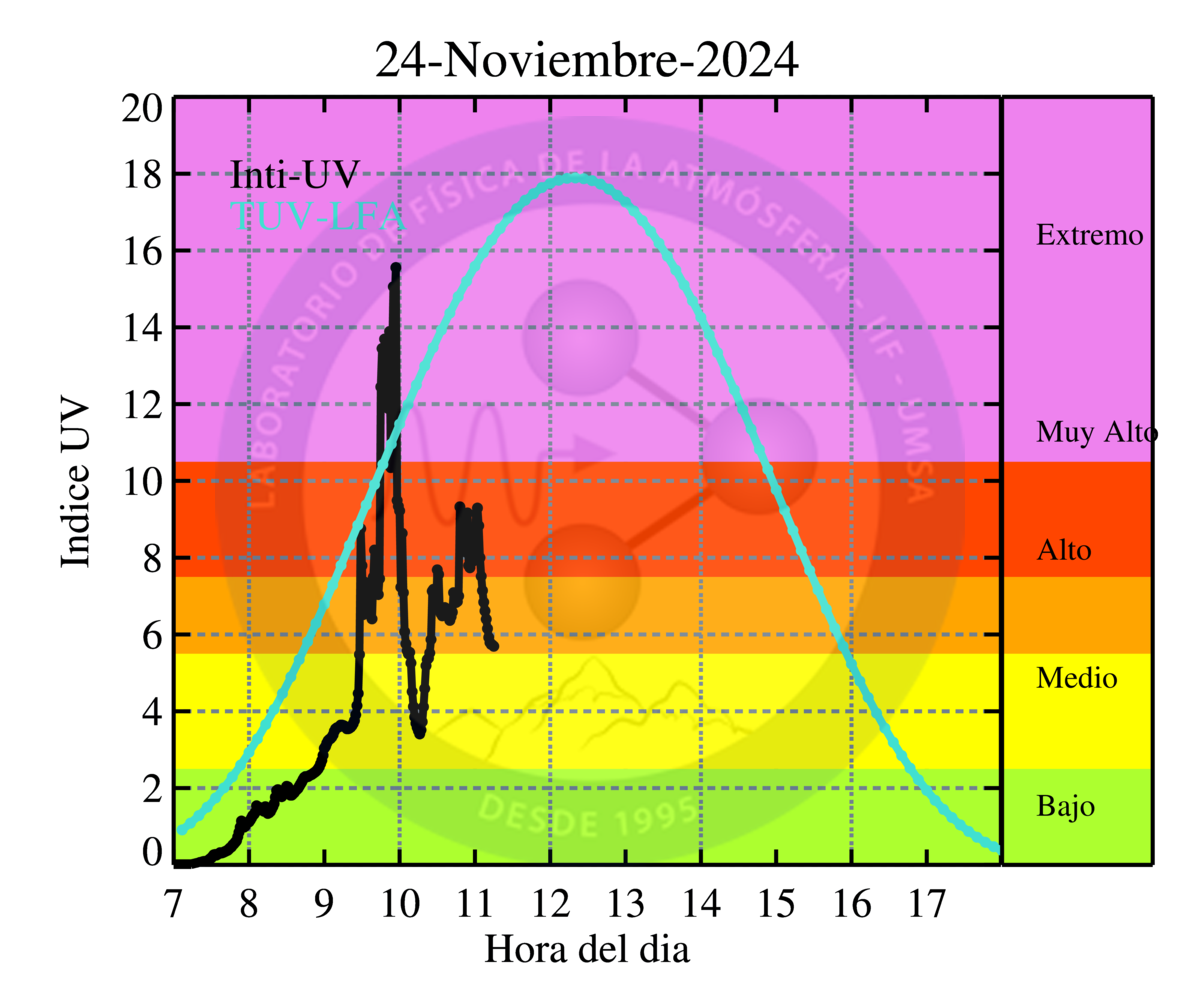 24-Noviembre-2024
20
18
16
14
12
10
8
6
4
2
0
Indice UV
Inti-UV
TUV-LFA
LABORATORIO DE FÍSICA DE LA ATMÓSFERA - IIF - UMSA
DESDE 1995
Extremo
Muy Alto
Alto
Medio
Bajo
7 8 9 10 11 12 13 14 15 16 17
Hora del dia